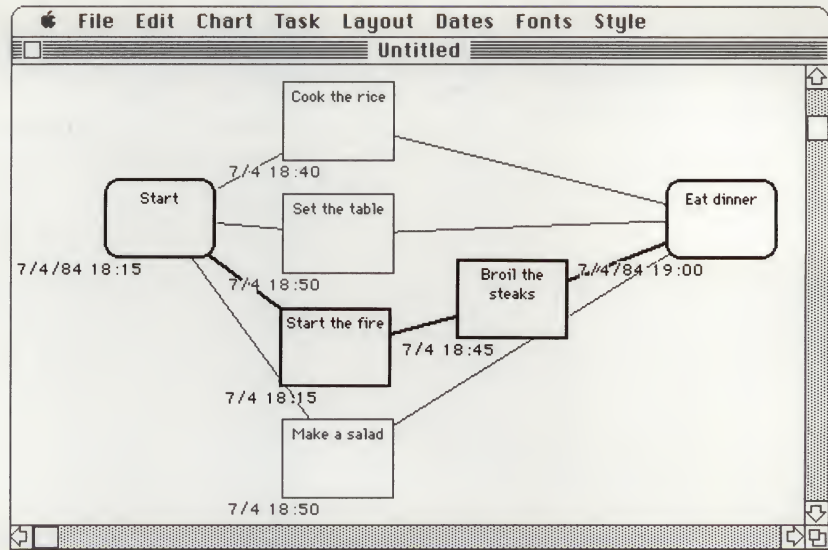 File Edit Chart Task Layout Dates Fonts Style
Untitled
Cook the rice
7/4 18:40
Start
7/4/84 18:15
Set the table
7/4 18:50
Eat dinner
7/4/84 19:00
Broil the
steaks
7/4 18:45
Start the fire
7/4 18:15
Make a salad
7/4 18:50